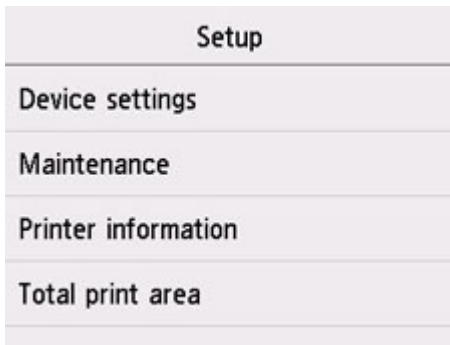 Setup
Device settings
Maintenance
Printer information
Total print area